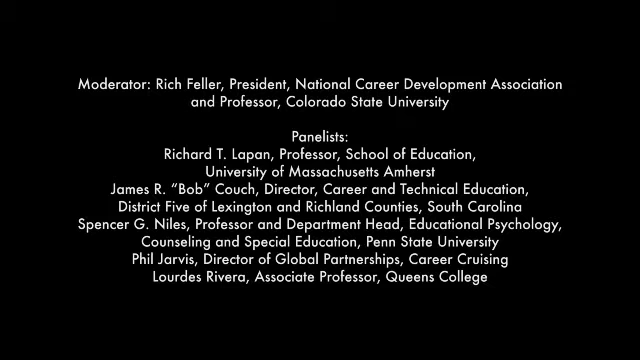 Moderator: Rich Feller, President, National Career Development Association
and Professor, Colorado State University
Panelists:
Richard T. Lapan, Professor, School of Education,
University of Massachusetts Amherst
James R. “Bob” Couch, Director, Career and Technical Education,
District Five of Lexington and Richland Counties, South Carolina
Spencer G. Niles, Professor and Department Head, Educational Psychology,
Counseling and Special Education, Penn State University
Phil Jarvis, Director of Global Partnerships, Career Cruising
Lourdes Rivera, Associate Professor, Queens College